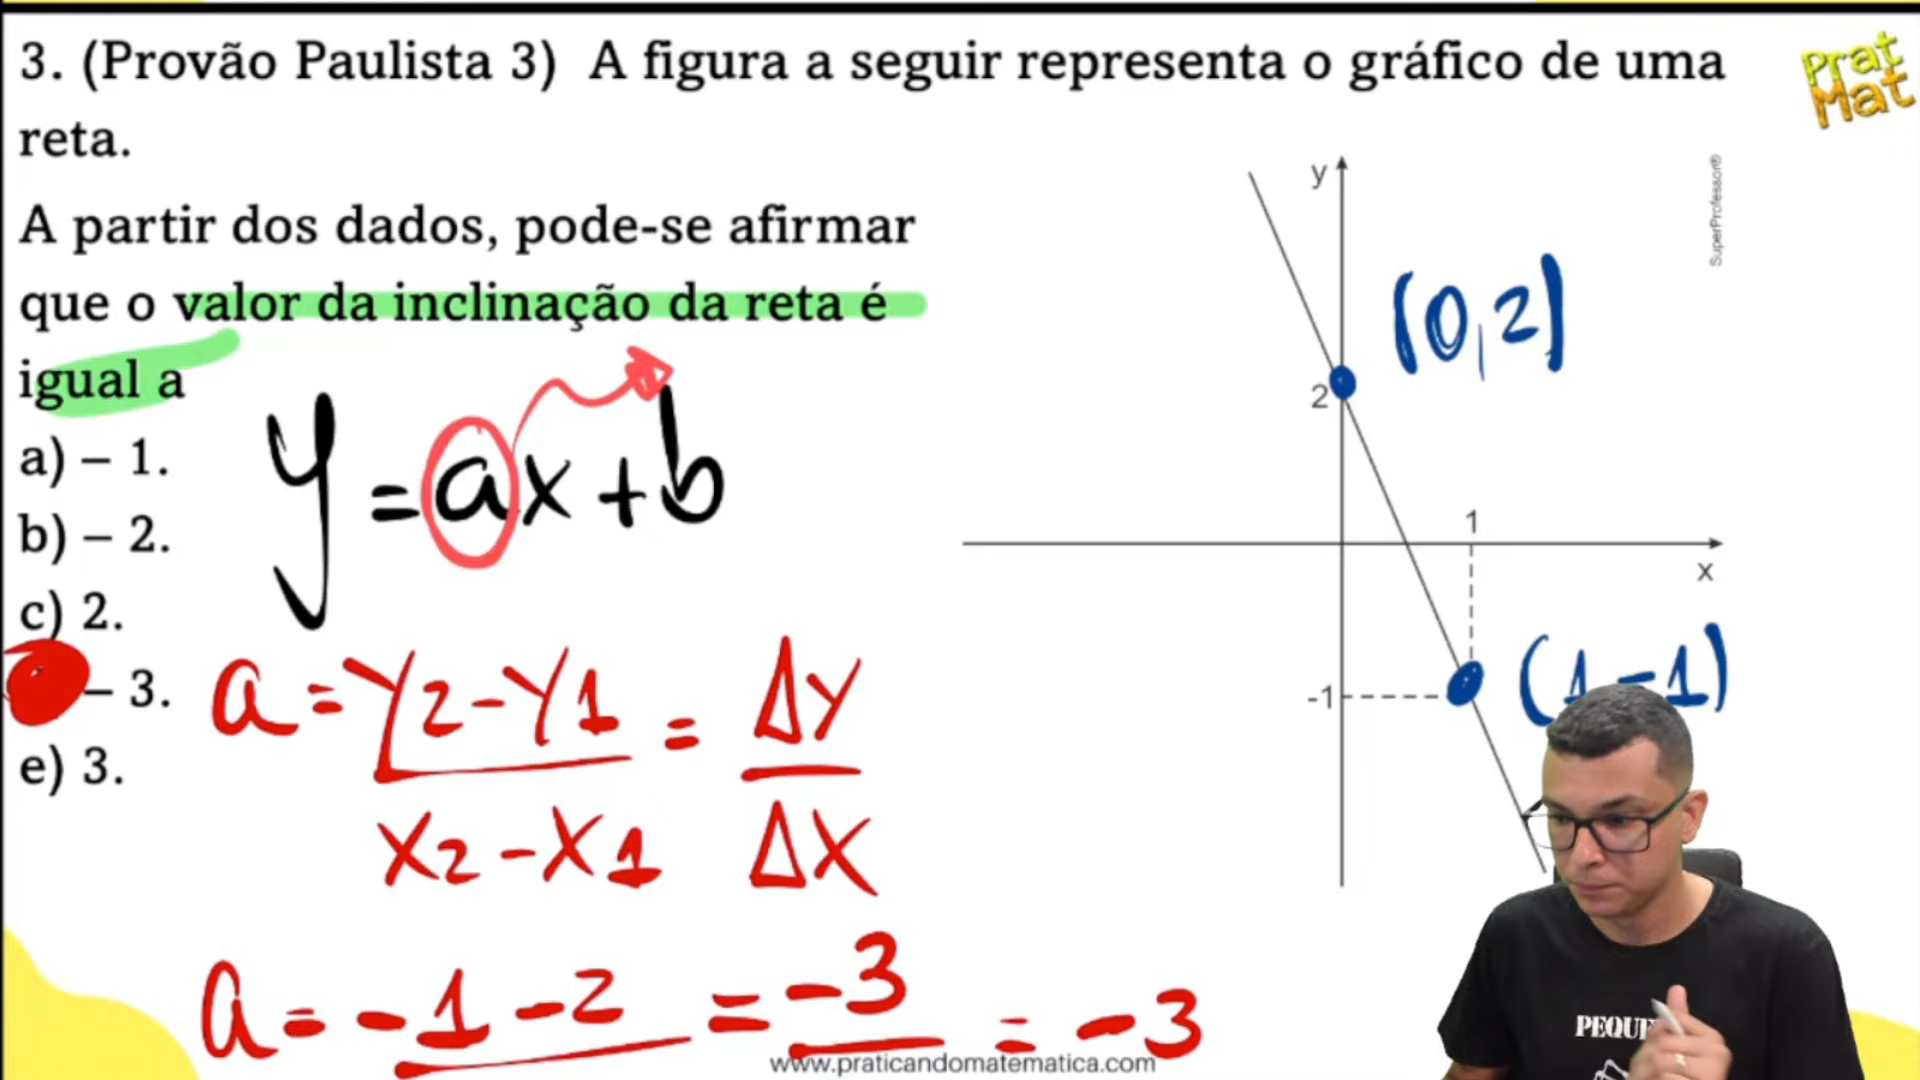 3. (Provão Paulista 3) A figura a seguir representa o gráfico de uma
reta.
Prat
Mat
A partir dos dados, pode-se afirmar
que o valor da inclinação da reta é
igual a
a) – 1.
b) – 2.
c) 2.
– 3.
e) 3.
y = ax + b
a = Y2 - Y1 = ΔY
X2 - X1 ΔX
a = -1 - 2 = -3 = -3
y
(0,2)
2
1
x
-1
(1 -1)
SuperProfessor®
www.praticandomatematica.com